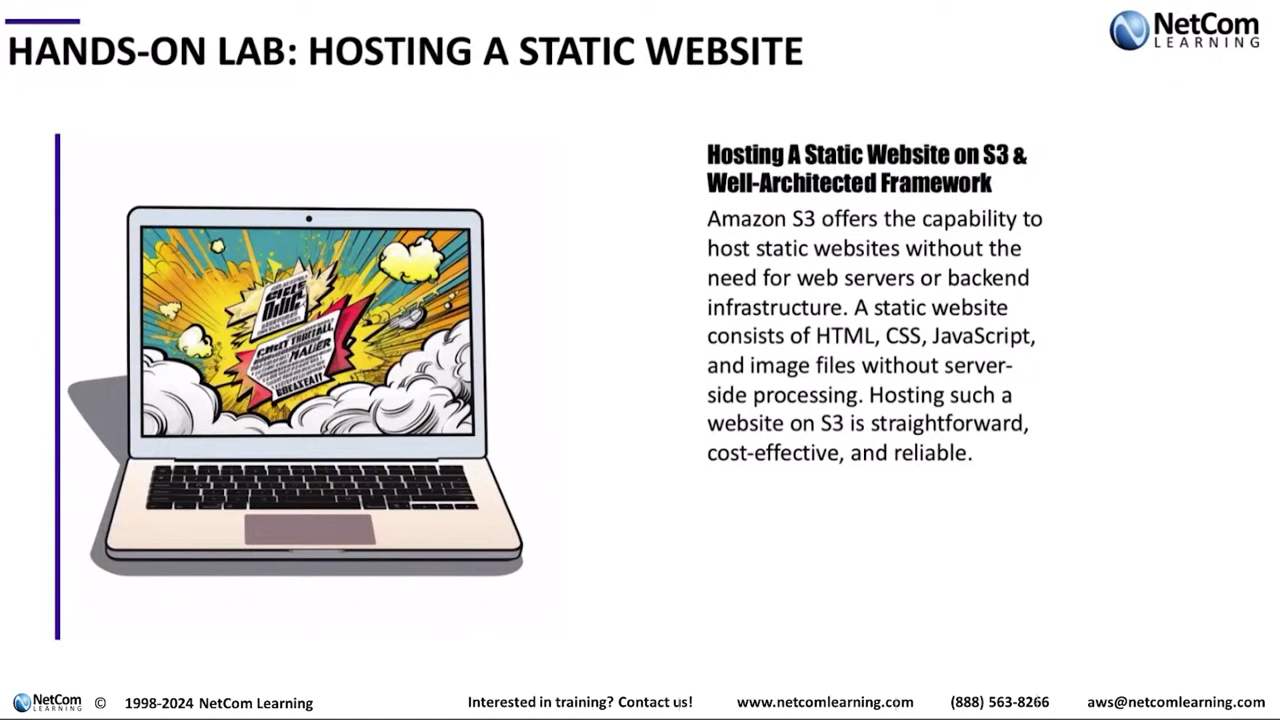 HANDS-ON LAB: HOSTING A STATIC WEBSITE
NetCom
LEARNING
Hosting A Static Website on S3 &
Well-Architected Framework
Amazon S3 offers the capability to
host static websites without the
need for web servers or backend
infrastructure. A static website
consists of HTML, CSS, JavaScript,
and image files without server-
side processing. Hosting such a
website on S3 is straightforward,
cost-effective, and reliable.
NetCom
LEARNING
© 1998-2024 NetCom Learning
Interested in training? Contact us!
www.netcomlearning.com
(888) 563-8266
aws@netcomlearning.com